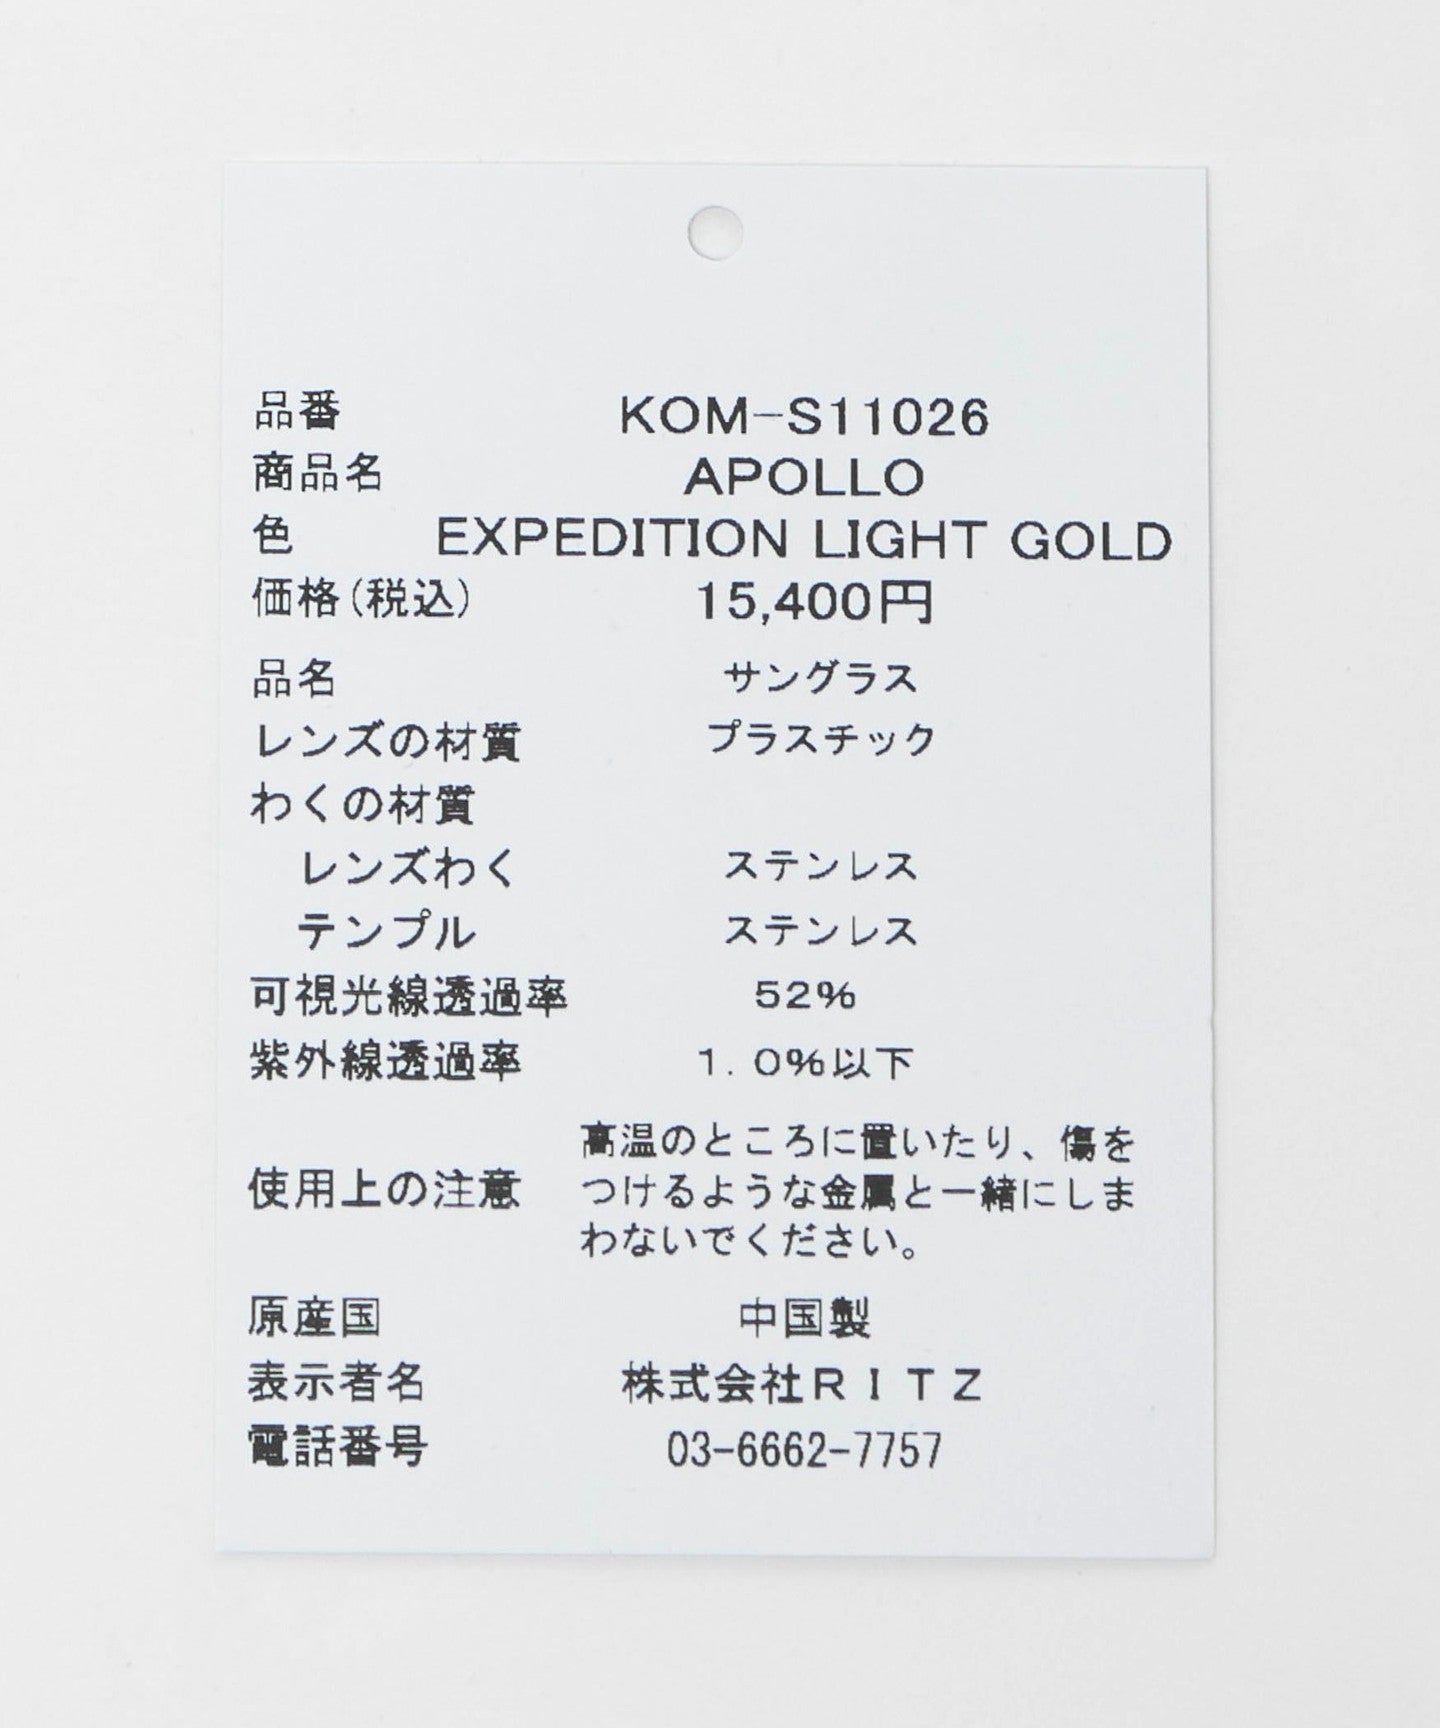 品番 KOM-S11026
商品名 APOLLO
色 EXPEDITION LIGHT GOLD
価格(税込) 15,400円
品名 サングラス
レンズの材質 プラスチック
わくの材質
レンズわく ステンレス
テンプル ステンレス
可視光線透過率 52%
紫外線透過率 1.0%以下
使用上の注意 高温のところに置いたり、傷を
つけるような金属と一緒にしま
わないでください。
原産国 中国製
表示者名 株式会社RITZ
電話番号 03-6662-7757